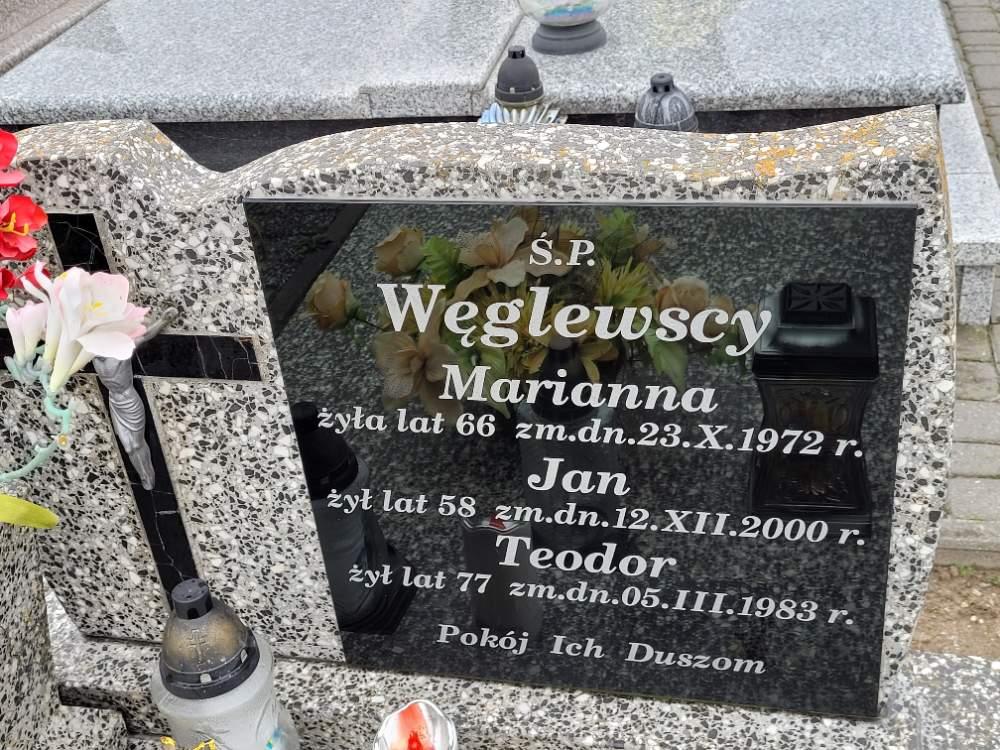 Ś.P.
Węglewscy
Marianna
żyła lat 66 zm.dn.23.X.1972 r.
Jan
żył lat 58 zm.dn.12.XII.2000 r.
Teodor
żył lat 77 zm.dn.05.III.1983 r.
Pokój Ich Duszom